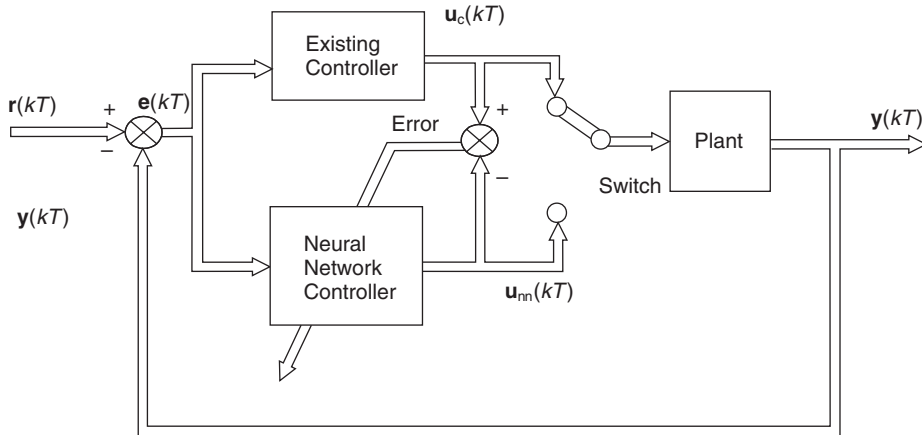 u_c(kT)
Existing
Controller
r(kT)
+
−
e(kT)
Error
+
−
Switch
Plant
y(kT)
y(kT)
Neural
Network
Controller
u_nn(kT)